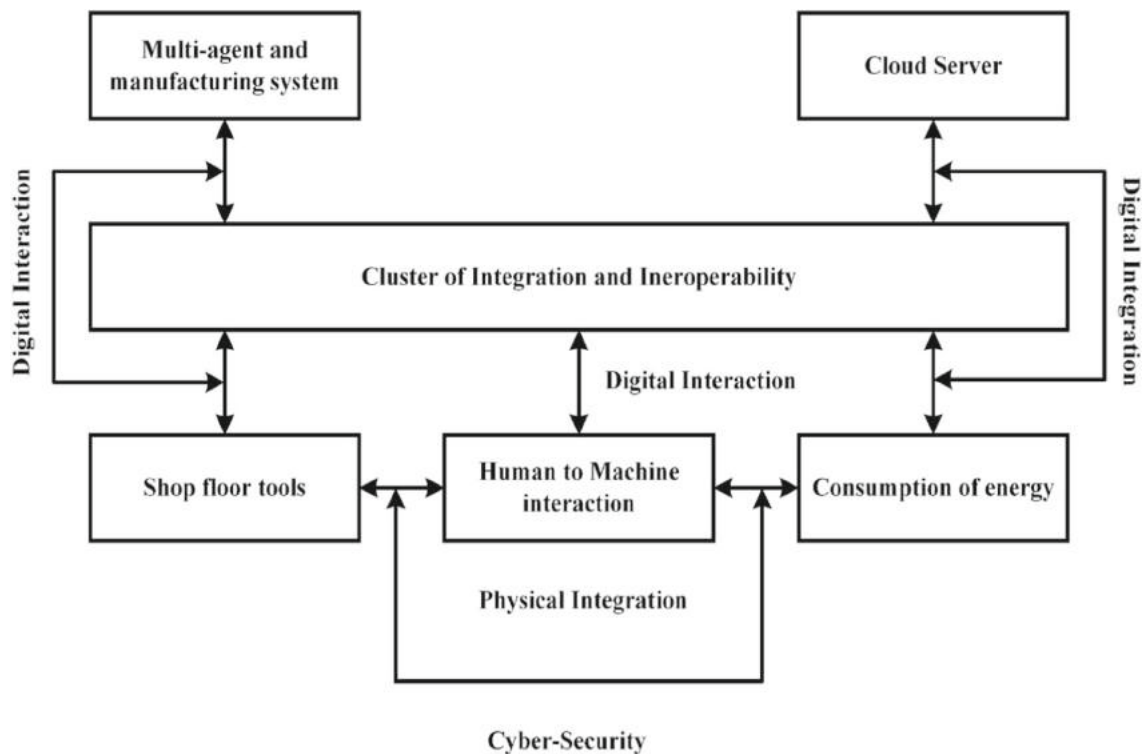 Multi-agent and
manufacturing system
Cloud Server
Digital Interaction
Digital Integration
Cluster of Integration and Ineroperability
Digital Interaction
Shop floor tools
Human to Machine
interaction
Consumption of energy
Physical Integration
Cyber-Security